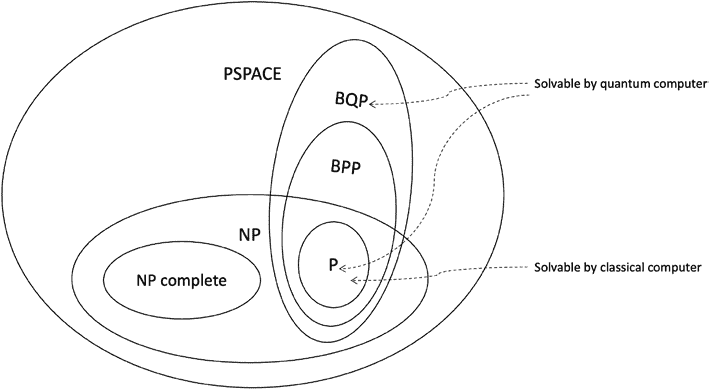 PSPACE
Solvable by quantum computer
BQP
BPP
NP
P
Solvable by classical computer
NP complete